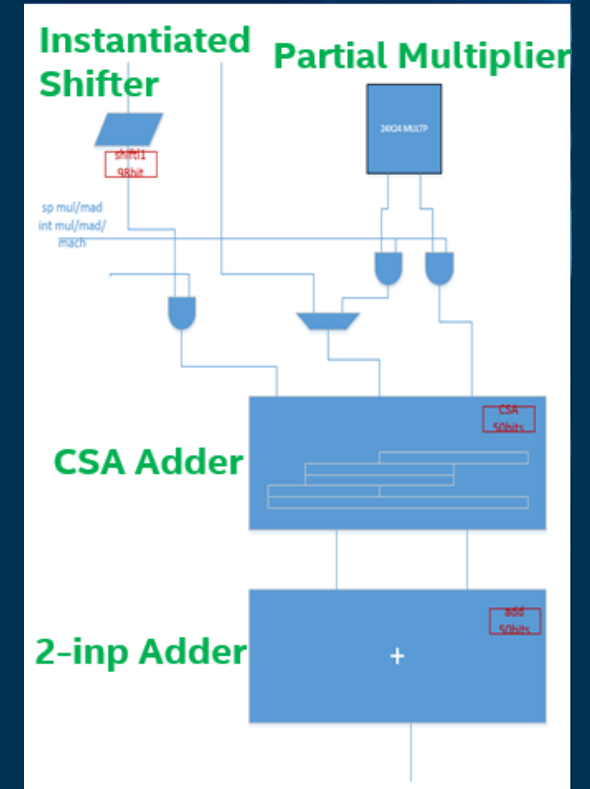 Instantiated
Shifter
Partial Multiplier
24X24 MULTP
shiftl1
98bit
sp mul/mad
int mul/mad/
mach
CSA
50bits
CSA Adder
add
50bits
2-inp Adder
+